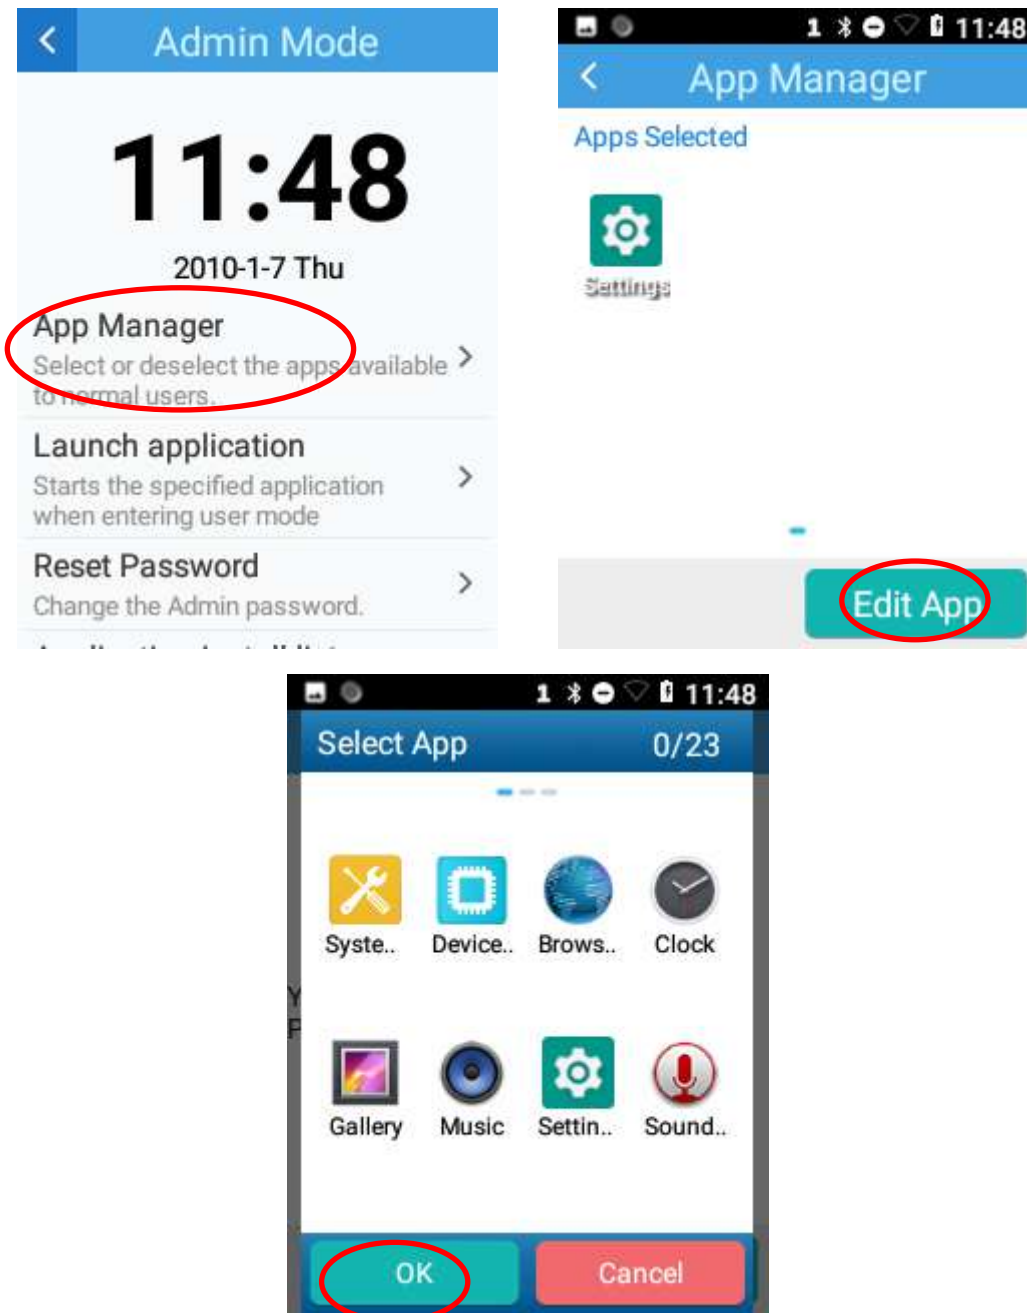 Admin Mode
11:48
2010-1-7 Thu
App Manager
Select or deselect the apps available
to normal users.
Launch application
Starts the specified application
when entering user mode
Reset Password
Change the Admin password.
1 11:48
App Manager
Apps Selected
Settings
Edit App
1 11:48
Select App 0/23
Syste.. Device.. Brows.. Clock
Y
P
Gallery Music Settin.. Sound..
OK Cancel